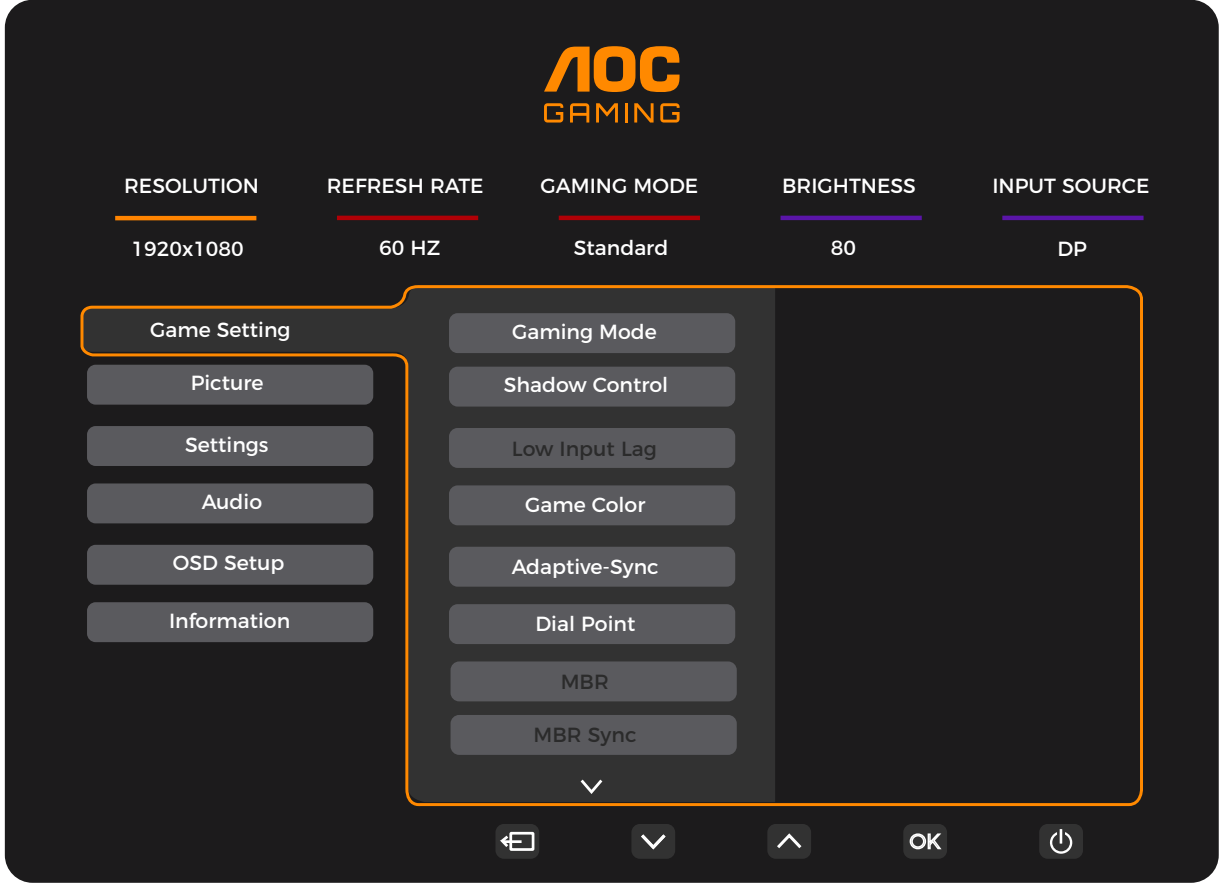 AOC
GAMING
RESOLUTION REFRESH RATE GAMING MODE BRIGHTNESS INPUT SOURCE
1920x1080 60 HZ Standard 80 DP
Game Setting
Picture
Settings
Audio
OSD Setup
Information
Gaming Mode
Shadow Control
Low Input Lag
Game Color
Adaptive-Sync
Dial Point
MBR
MBR Sync
OK